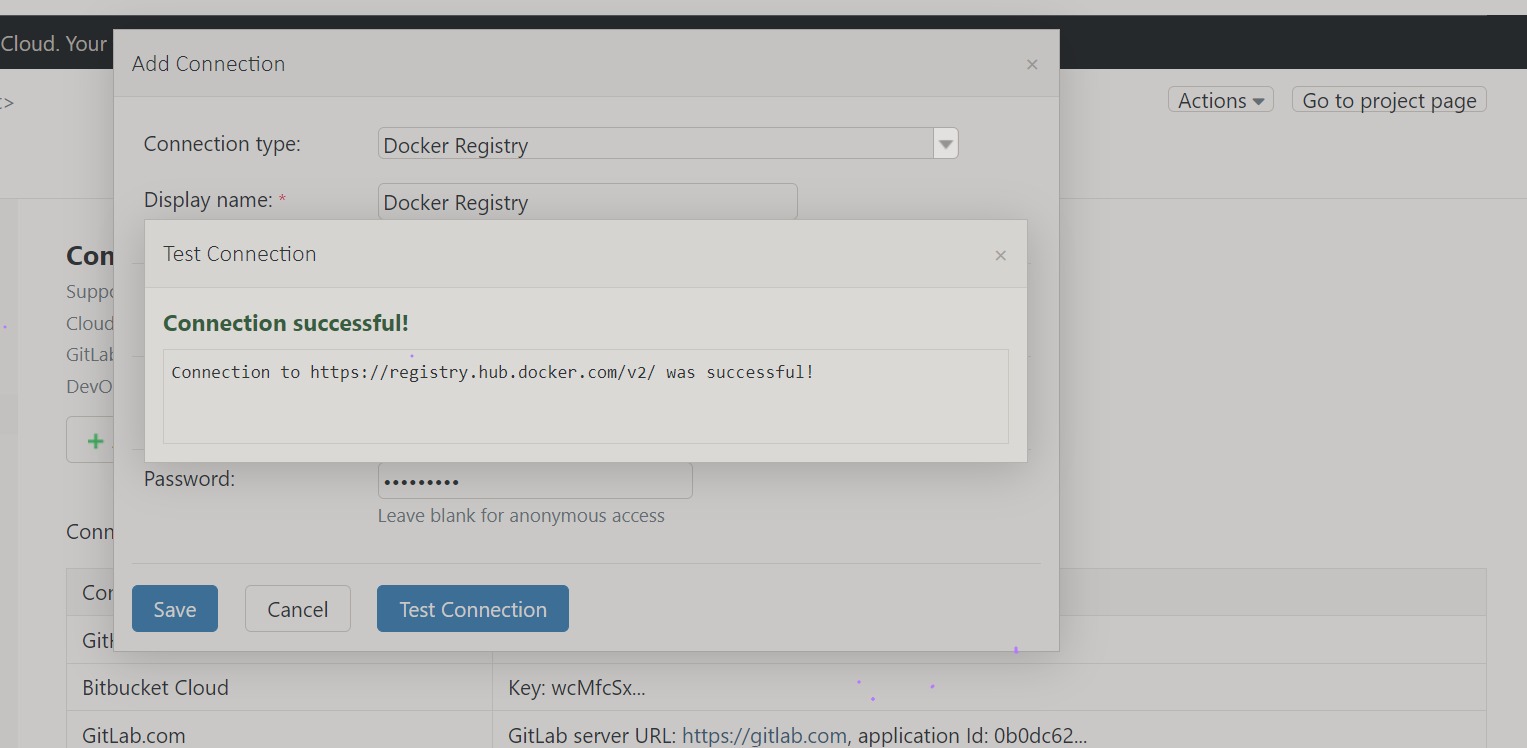 Cloud. Your
Add Connection
Actions
Go to project page
Connection type:
Docker Registry
Display name: *
Docker Registry
Test Connection
Con
Suppo
Connection successful!
Cloud
GitLab
Connection to https://registry.hub.docker.com/v2/ was successful!
DevO
Password:
•••••••••
Leave blank for anonymous access
Conn
Save
Cancel
Test Connection
Bitbucket Cloud
Key: wcMfcSx...
GitLab.com
GitLab server URL: https://gitlab.com, application Id: 0b0dc62...